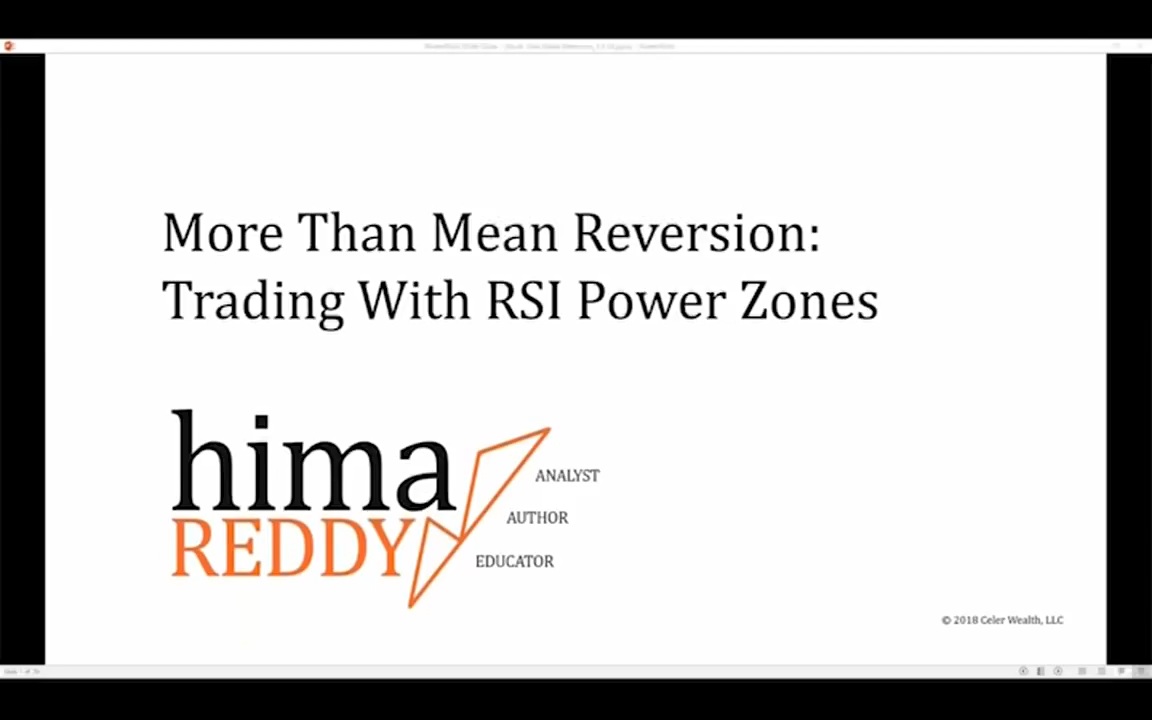 More Than Mean Reversion:
Trading With RSI Power Zones
hima
REDDY
ANALYST
AUTHOR
EDUCATOR
© 2018 Celer Wealth, LLC